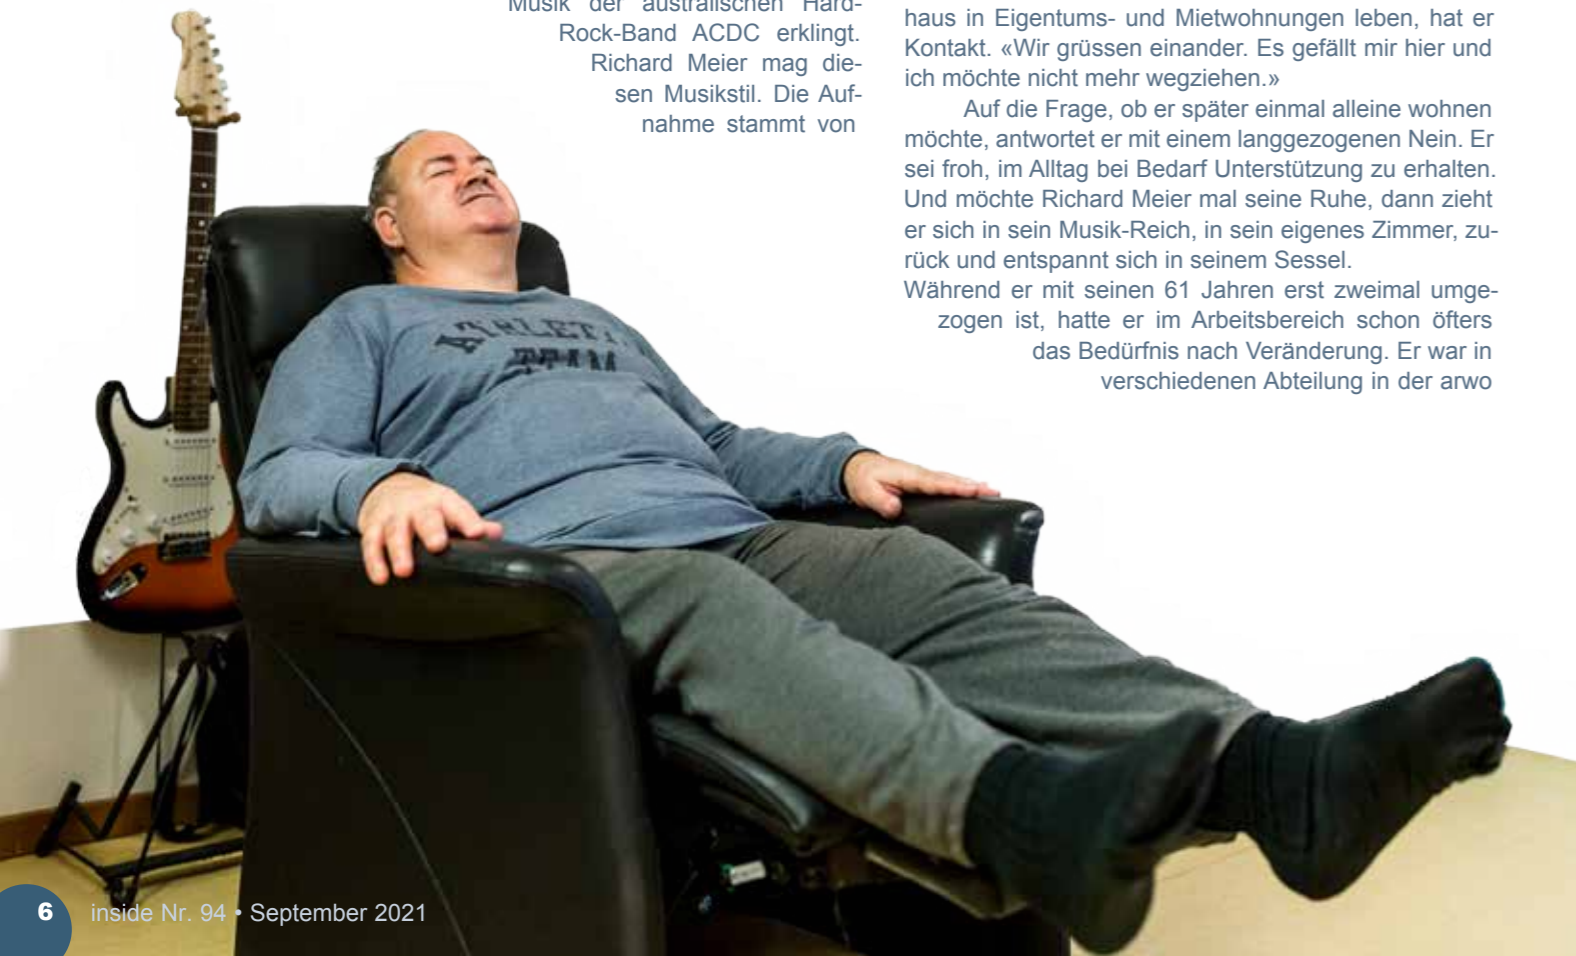 Musik der australischen Hard-
Rock-Band ACDC erklingt.
Richard Meier mag die-
sen Musikstil. Die Auf-
nahme stammt von
haus in Eigentums- und Mietwohnungen leben, hat er
Kontakt. «Wir grüssen einander. Es gefällt mir hier und
ich möchte nicht mehr wegziehen.»
Auf die Frage, ob er später einmal alleine wohnen
möchte, antwortet er mit einem langgezogenen Nein. Er
sei froh, im Alltag bei Bedarf Unterstützung zu erhalten.
Und möchte Richard Meier mal seine Ruhe, dann zieht
er sich in sein Musik-Reich, in sein eigenes Zimmer, zu-
rück und entspannt sich in seinem Sessel.
Während er mit seinen 61 Jahren erst zweimal umge-
zogen ist, hatte er im Arbeitsbereich schon öfters
das Bedürfnis nach Veränderung. Er war in
verschiedenen Abteilung in der arwo
TEAM
6 inside Nr. 94 • September 2021